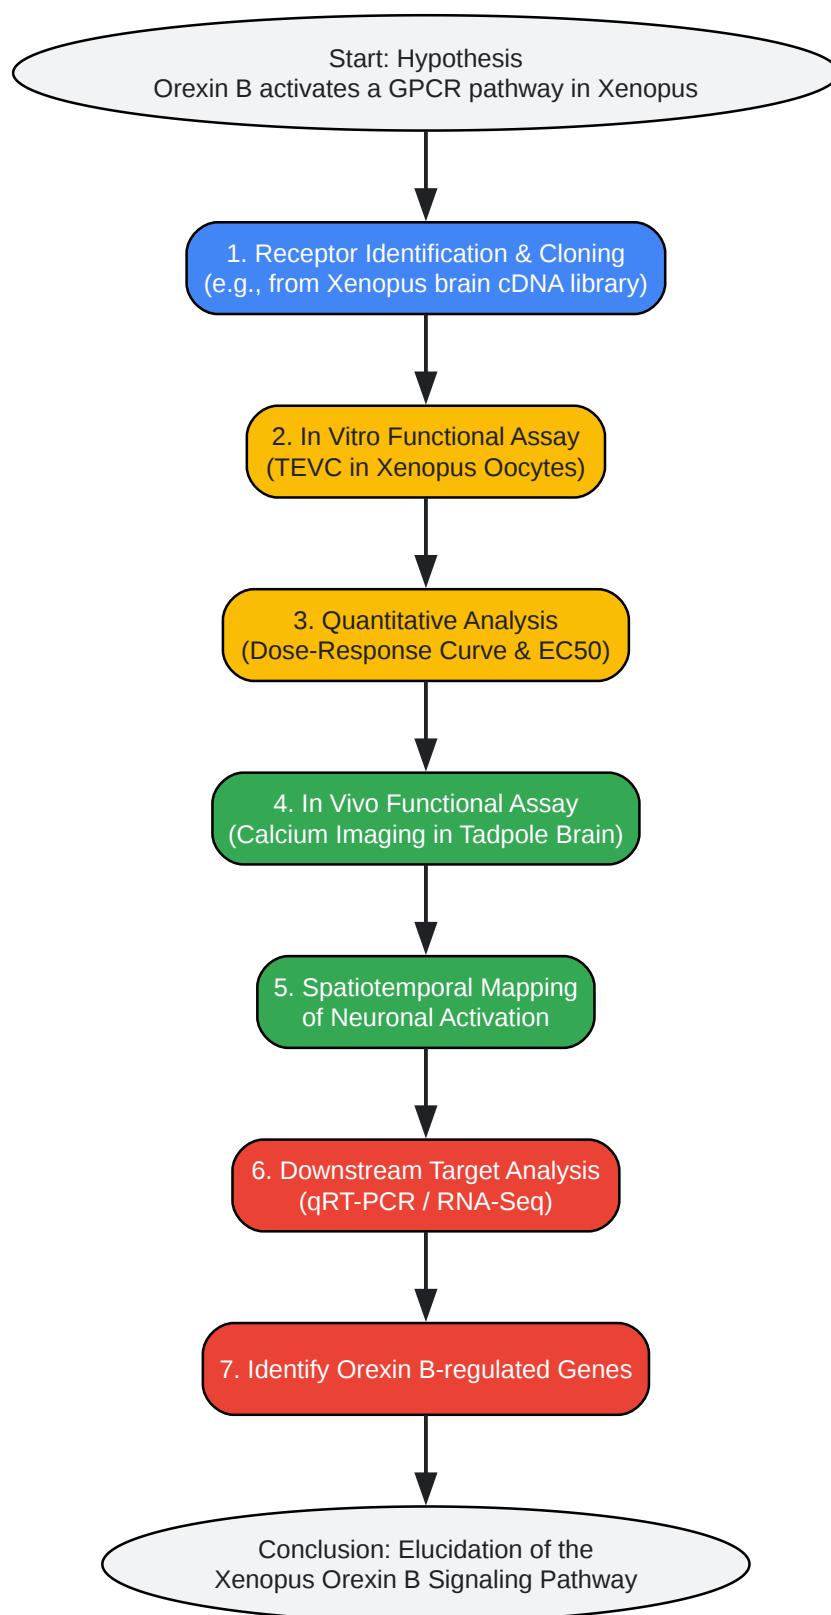 Start: Hypothesis
Orexin B activates a GPCR pathway in Xenopus
1. Receptor Identification & Cloning
(e.g., from Xenopus brain cDNA library)
2. In Vitro Functional Assay
(TEVC in Xenopus Oocytes)
3. Quantitative Analysis
(Dose-Response Curve & EC50)
4. In Vivo Functional Assay
(Calcium Imaging in Tadpole Brain)
5. Spatiotemporal Mapping
of Neuronal Activation
6. Downstream Target Analysis
(qRT-PCR / RNA-Seq)
7. Identify Orexin B-regulated Genes
Conclusion: Elucidation of the
Xenopus Orexin B Signaling Pathway